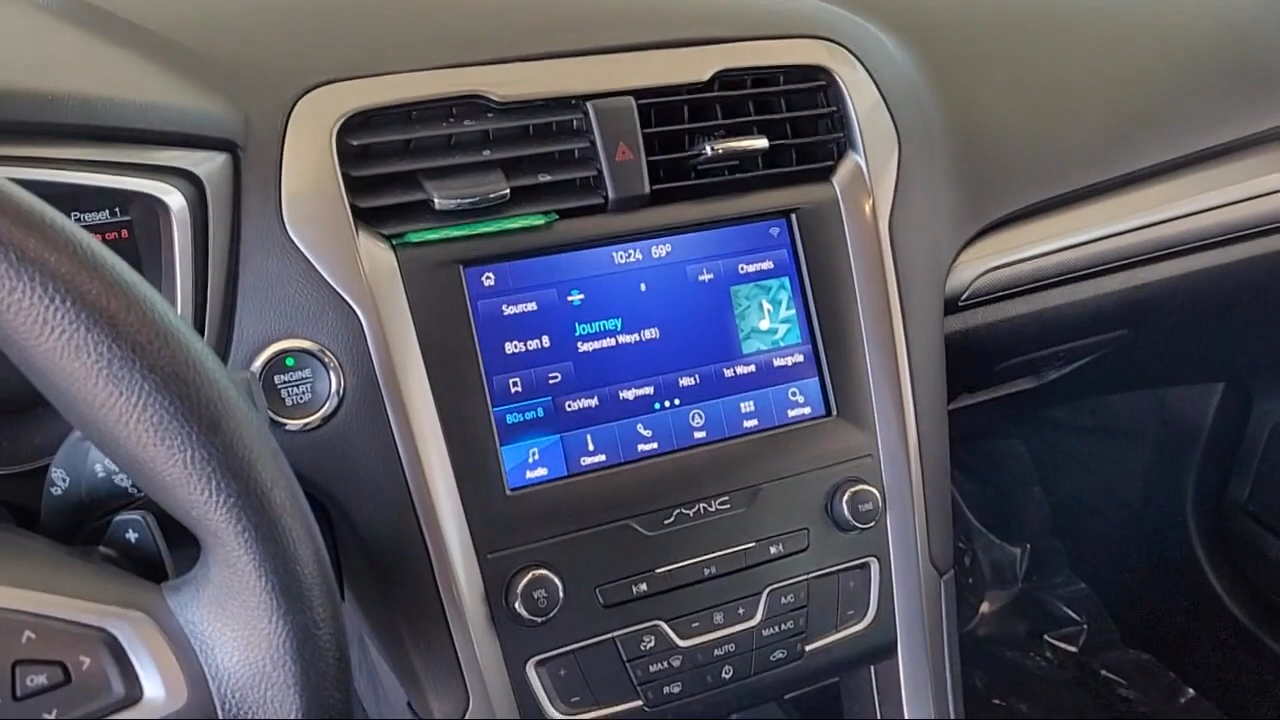 Preset 1
s on 8
10:24 69°
Channels
Sources
8
80s on 8
Journey
Separate Ways (83)
80s on 8
ClsVinyl
Highway
Hits 1
1st Wave
Margvlle
Audio
Climate
Phone
Nav
Apps
Settings
ENGINE
START
STOP
SYNC
TUNE
VOL
A/C
MAX A/C
AUTO
MAX
R
OK